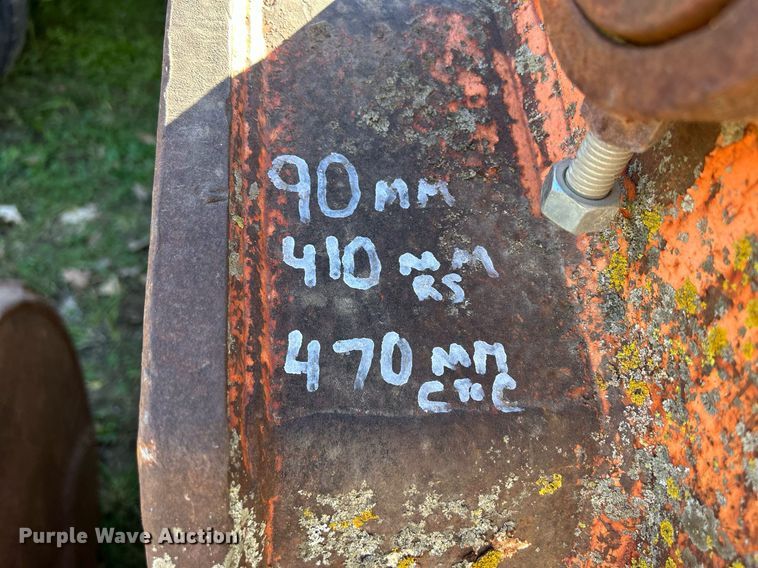 90 MM
410 MM
RS
470 MM
C TO C
Purple Wave Auction